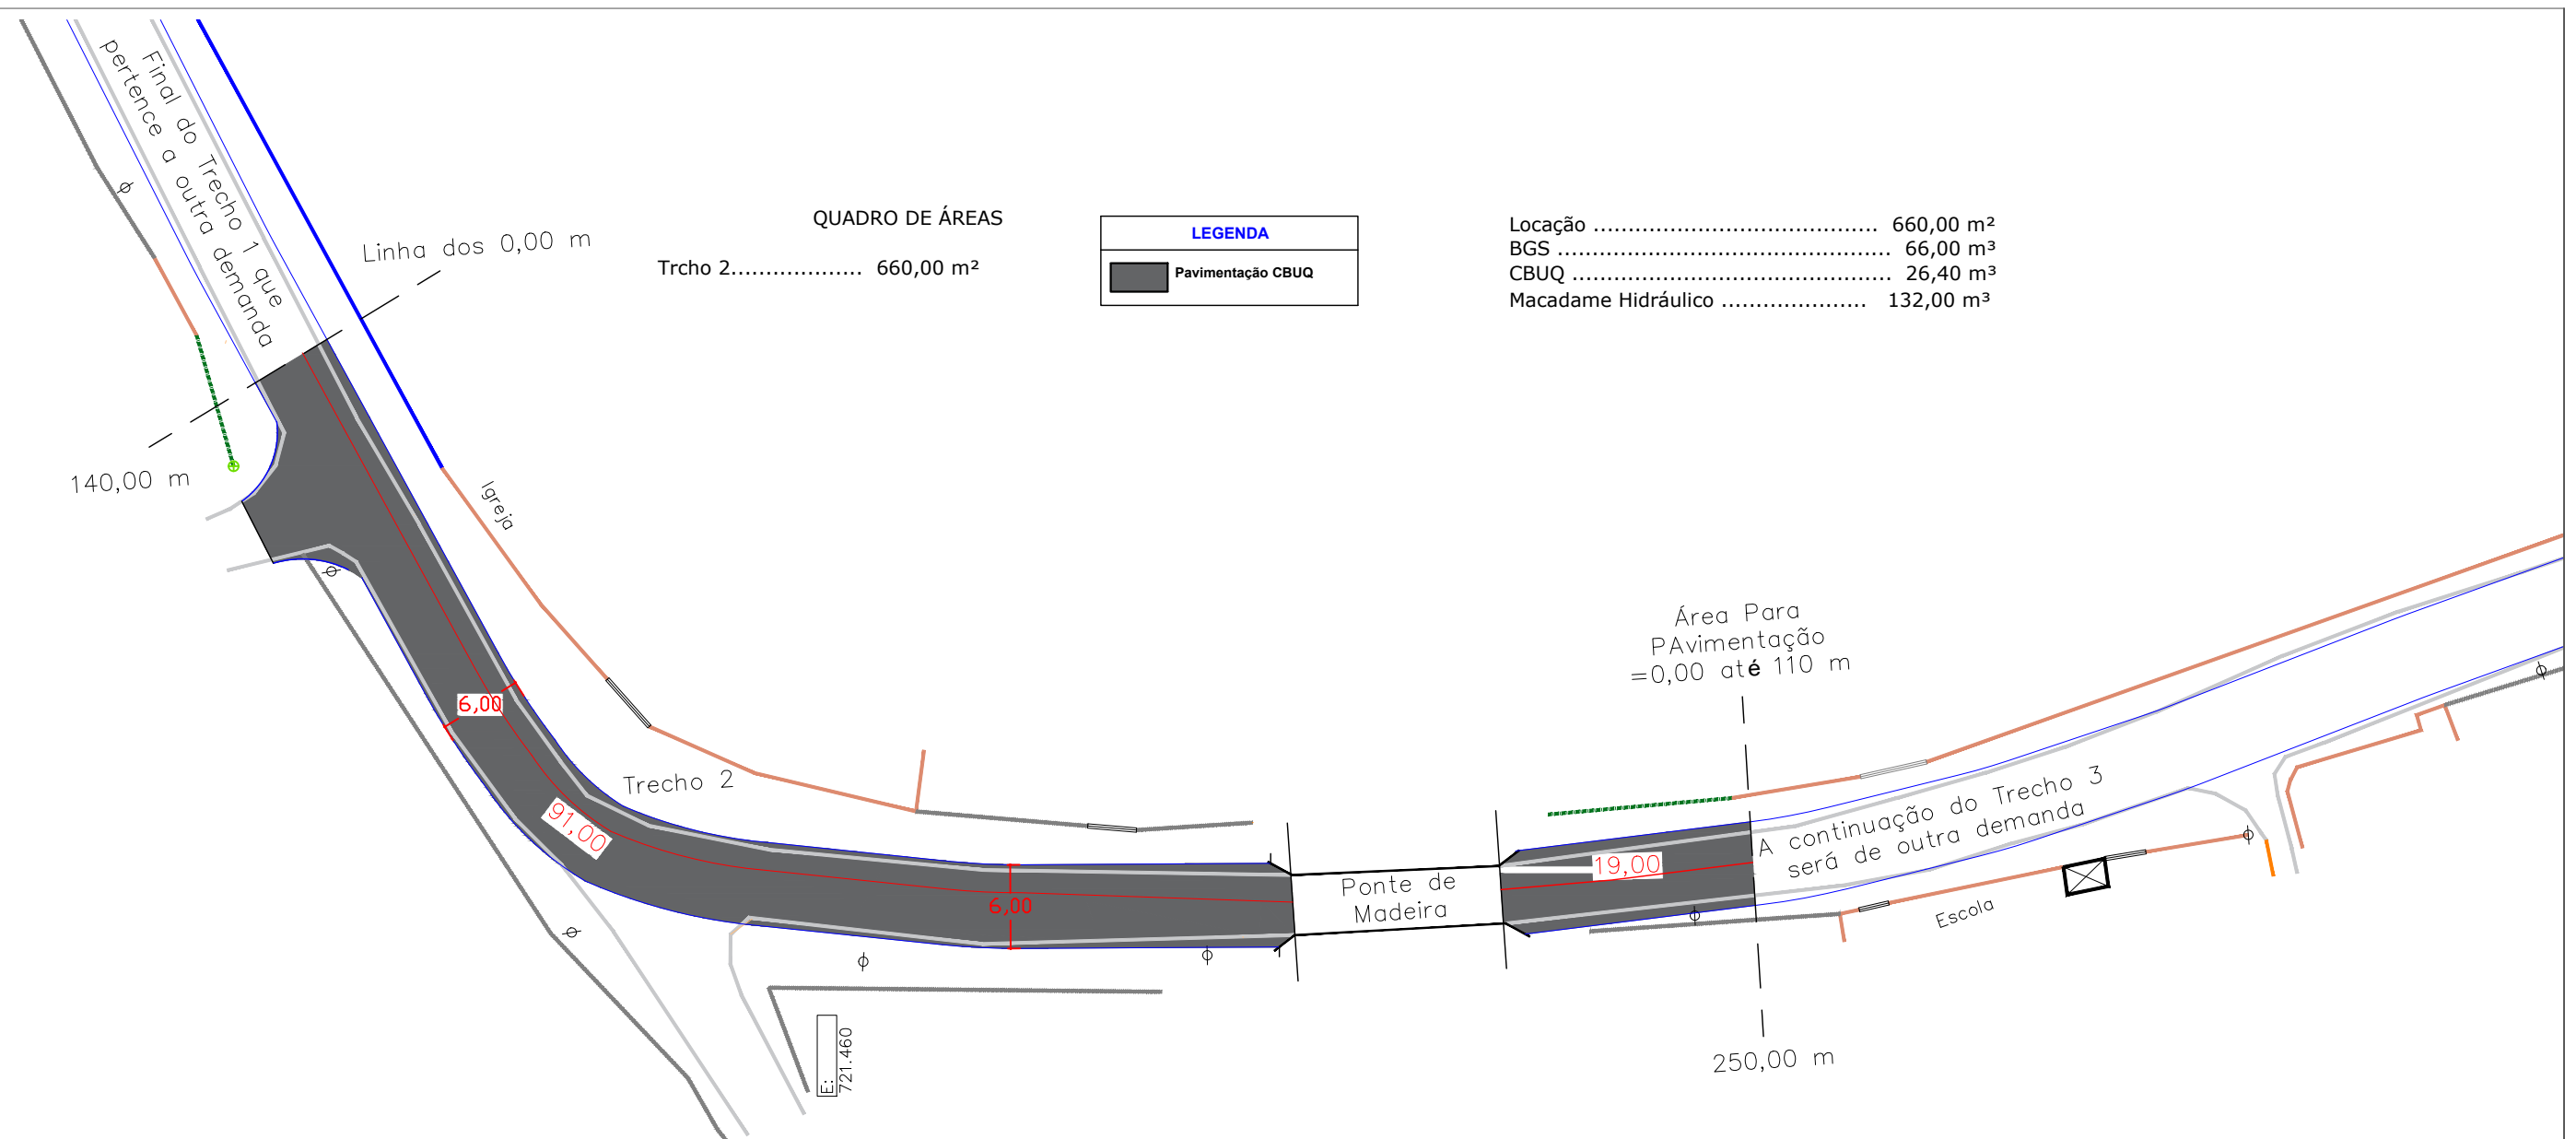 Final do Trecho 1 que
pertence a outra demanda
Linha dos 0,00 m
140,00 m
QUADRO DE ÁREAS
Trcho 2................... 660,00 m²
LEGENDA
Pavimentação CBUQ
Locação ......................................... 660,00 m²
BGS ................................................ 66,00 m³
CBUQ .............................................. 26,40 m³
Macadame Hidráulico ..................... 132,00 m³
Igreja
6,00
Trecho 2
91,00
6,00
Ponte de
Madeira
19,00
Área Para
PAvimentação
=0,00 até 110 m
A continuação do Trecho 3
será de outra demanda
Escola
250,00 m
E:
721.460